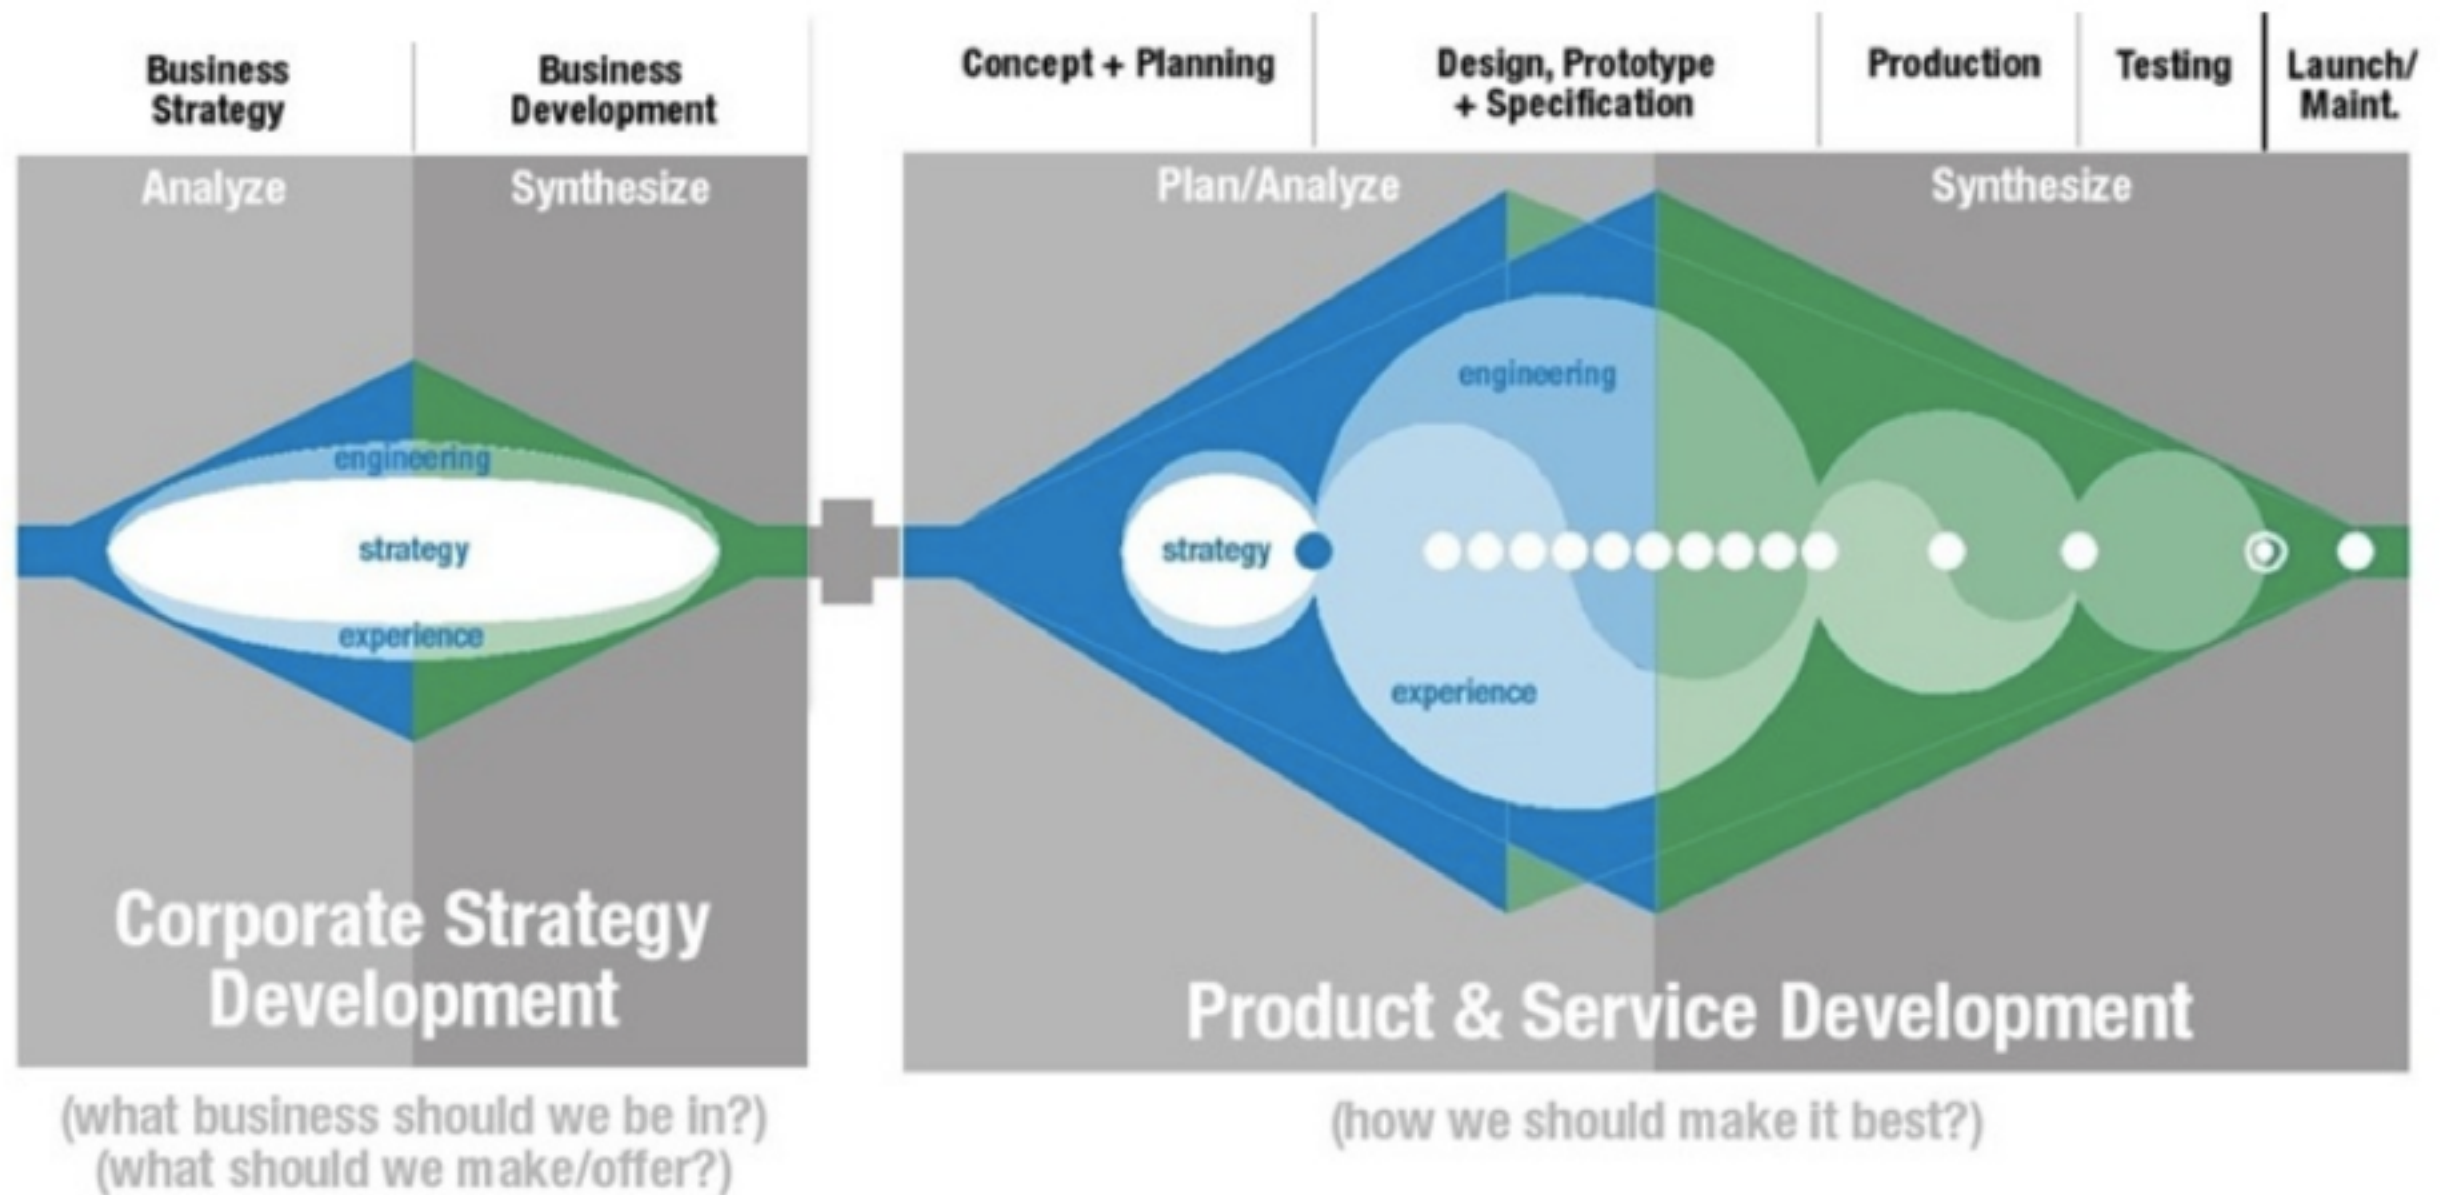 Business
Strategy
Business
Development
Analyze
Synthesize
engineering
strategy
experience
Corporate Strategy
Development
(what business should we be in?)
(what should we make/offer?)
Concept + Planning
Design, Prototype
+ Specification
Production
Testing
Launch/
Maint.
Plan/Analyze
Synthesize
engineering
strategy
experience
Product & Service Development
(how we should make it best?)